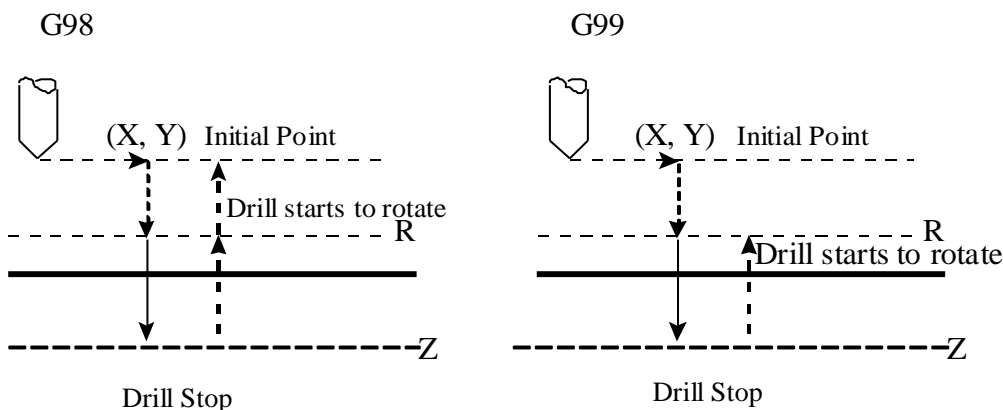 G98
(X, Y) Initial Point
Drill starts to rotate
R
Z
Drill Stop
G99
(X, Y) Initial Point
R
Drill starts to rotate
Z
Drill Stop